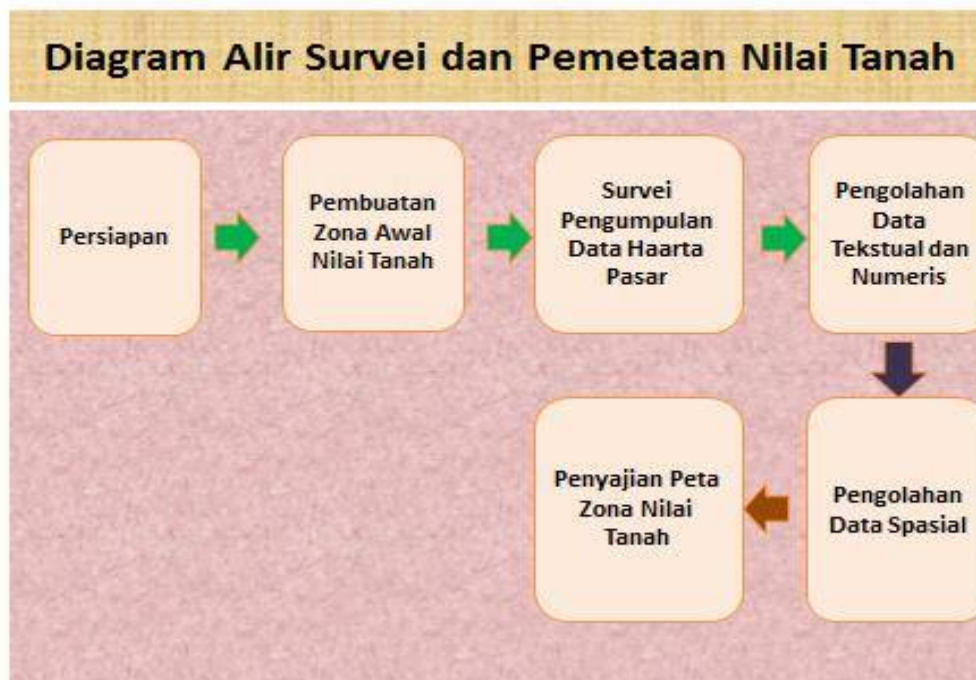 Diagram Alir Survei dan Pemetaan Nilai Tanah
Persiapan
Pembuatan
Zona Awal
Nilai Tanah
Survei
Pengumpulan
Data Haarta
Pasar
Pengolahan
Data
Tekstual dan
Numeris
Pengolahan
Data Spasial
Penyajian Peta
Zona Nilai
Tanah